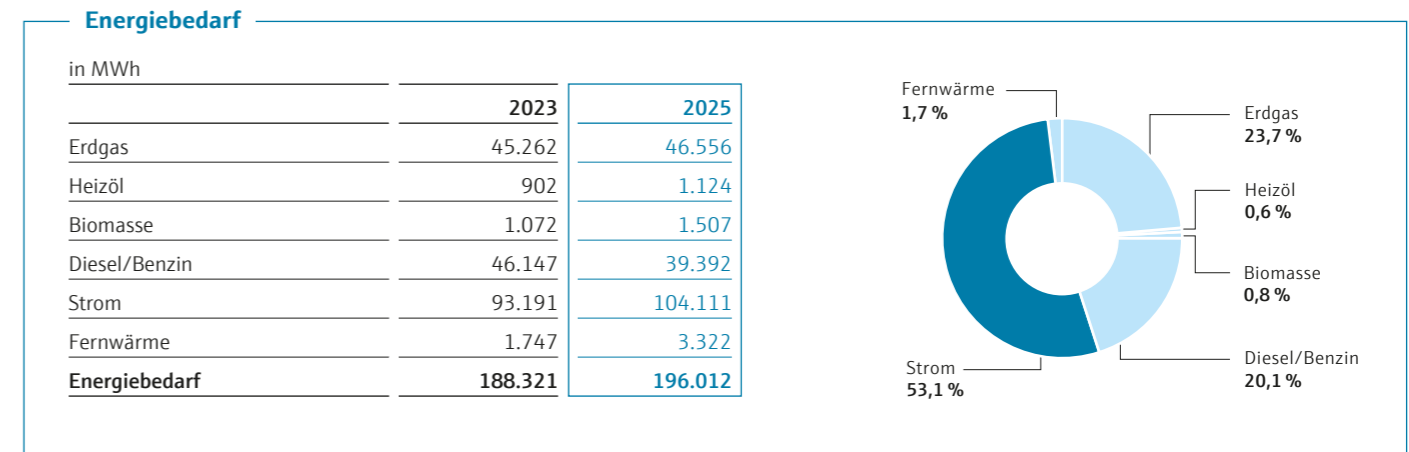 Energiebedarf
in MWh
2023 2025
Erdgas 45.262 46.556
Heizöl 902 1.124
Biomasse 1.072 1.507
Diesel/Benzin 46.147 39.392
Strom 93.191 104.111
Fernwärme 1.747 3.322
Energiebedarf 188.321 196.012
Fernwärme
1,7 %
Erdgas
23,7 %
Heizöl
0,6 %
Biomasse
0,8 %
Diesel/Benzin
20,1 %
Strom
53,1 %